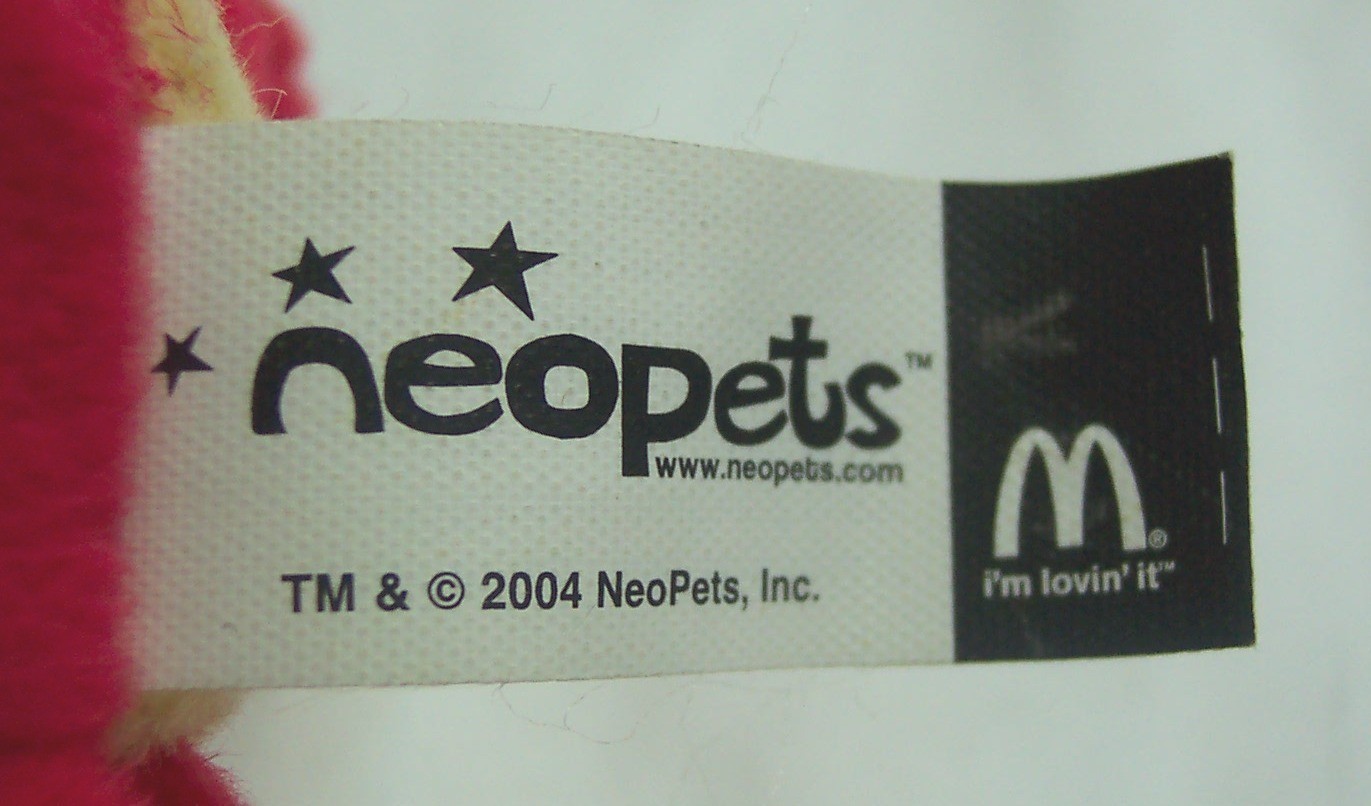 neopets™
www.neopets.com
TM & © 2004 NeoPets, Inc.
M®
i'm lovin' it™